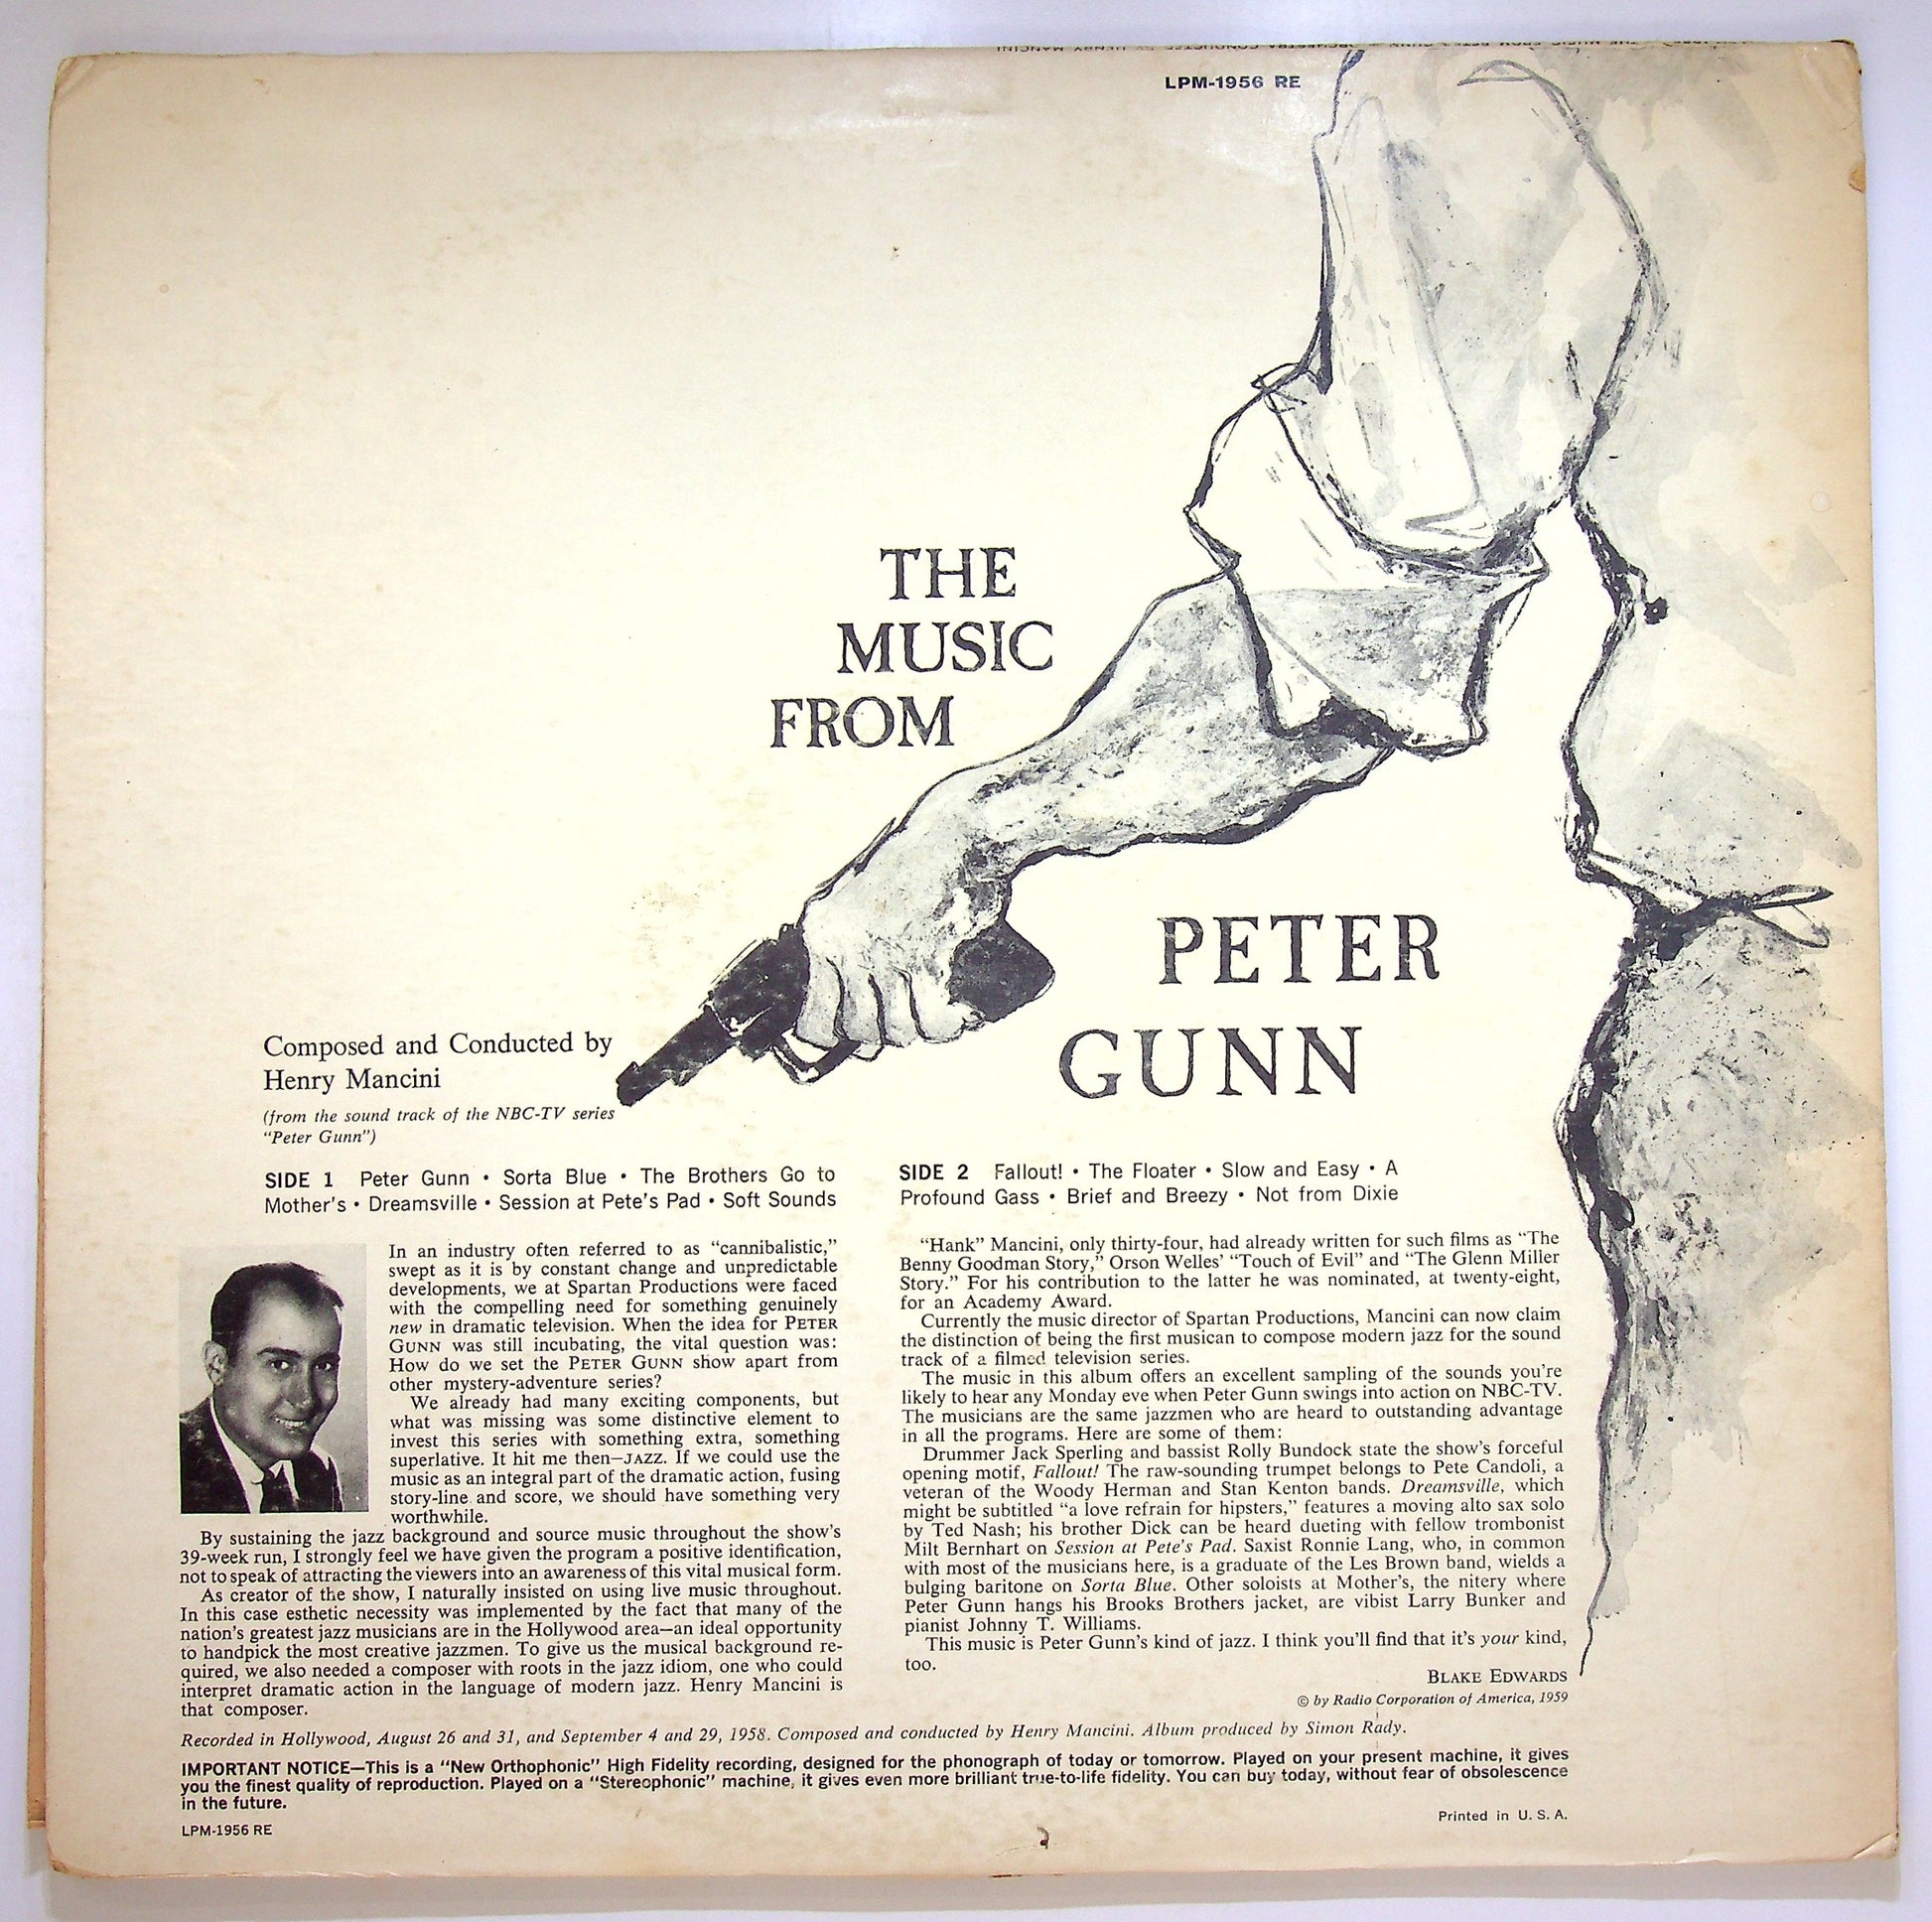 LPM-1956 RE
THE
MUSIC
FROM
PETER
GUNN
Composed and Conducted by
Henry Mancini
(from the sound track of the NBC-TV series
“Peter Gunn”)
SIDE 1 Peter Gunn • Sorta Blue • The Brothers Go to
Mother's • Dreamsville • Session at Pete's Pad • Soft Sounds
SIDE 2 Fallout! • The Floater • Slow and Easy • A
Profound Gass • Brief and Breezy • Not from Dixie
In an industry often referred to as “cannibalistic,”
swept as it is by constant change and unpredictable
developments, we at Spartan Productions were faced
with the compelling need for something genuinely
new in dramatic television. When the idea for PETER
GUNN was still incubating, the vital question was:
How do we set the PETER GUNN show apart from
other mystery-adventure series?
We already had many exciting components, but
what was missing was some distinctive element to
invest this series with something extra, something
superlative. It hit me then—JAZZ. If we could use the
music as an integral part of the dramatic action, fusing
story-line and score, we should have something very
worthwhile.
By sustaining the jazz background and source music throughout the show's
39-week run, I strongly feel we have given the program a positive identification,
not to speak of attracting the viewers into an awareness of this vital musical form.
As creator of the show, I naturally insisted on using live music throughout.
In this case esthetic necessity was implemented by the fact that many of the
nation's greatest jazz musicians are in the Hollywood area—an ideal opportunity
to handpick the most creative jazzmen. To give us the musical background re-
quired, we also needed a composer with roots in the jazz idiom, one who could
interpret dramatic action in the language of modern jazz. Henry Mancini is
that composer.
“Hank” Mancini, only thirty-four, had already written for such films as “The
Benny Goodman Story,” Orson Welles' “Touch of Evil” and “The Glenn Miller
Story.” For his contribution to the latter he was nominated, at twenty-eight,
for an Academy Award.
Currently the music director of Spartan Productions, Mancini can now claim
the distinction of being the first musican to compose modern jazz for the sound
track of a filmed television series.
The music in this album offers an excellent sampling of the sounds you're
likely to hear any Monday eve when Peter Gunn swings into action on NBC-TV.
The musicians are the same jazzmen who are heard to outstanding advantage
in all the programs. Here are some of them:
Drummer Jack Sperling and bassist Rolly Bundock state the show's forceful
opening motif, Fallout! The raw-sounding trumpet belongs to Pete Candoli, a
veteran of the Woody Herman and Stan Kenton bands. Dreamsville, which
might be subtitled “a love refrain for hipsters,” features a moving alto sax solo
by Ted Nash; his brother Dick can be heard dueting with fellow trombonist
Milt Bernhart on Session at Pete's Pad. Saxist Ronnie Lang, who, in common
with most of the musicians here, is a graduate of the Les Brown band, wields a
bulging baritone on Sorta Blue. Other soloists at Mother's, the nitery where
Peter Gunn hangs his Brooks Brothers jacket, are vibist Larry Bunker and
pianist Johnny T. Williams.
This music is Peter Gunn's kind of jazz. I think you'll find that it's your kind,
too.
BLAKE EDWARDS
© by Radio Corporation of America, 1959
Recorded in Hollywood, August 26 and 31, and September 4 and 29, 1958. Composed and conducted by Henry Mancini. Album produced by Simon Rady.
IMPORTANT NOTICE—This is a “New Orthophonic” High Fidelity recording, designed for the phonograph of today or tomorrow. Played on your present machine, it gives
you the finest quality of reproduction. Played on a “Stereophonic” machine, it gives even more brilliant true-to-life fidelity. You can buy today, without fear of obsolescence
in the future.
LPM-1956 RE
Printed in U. S. A.